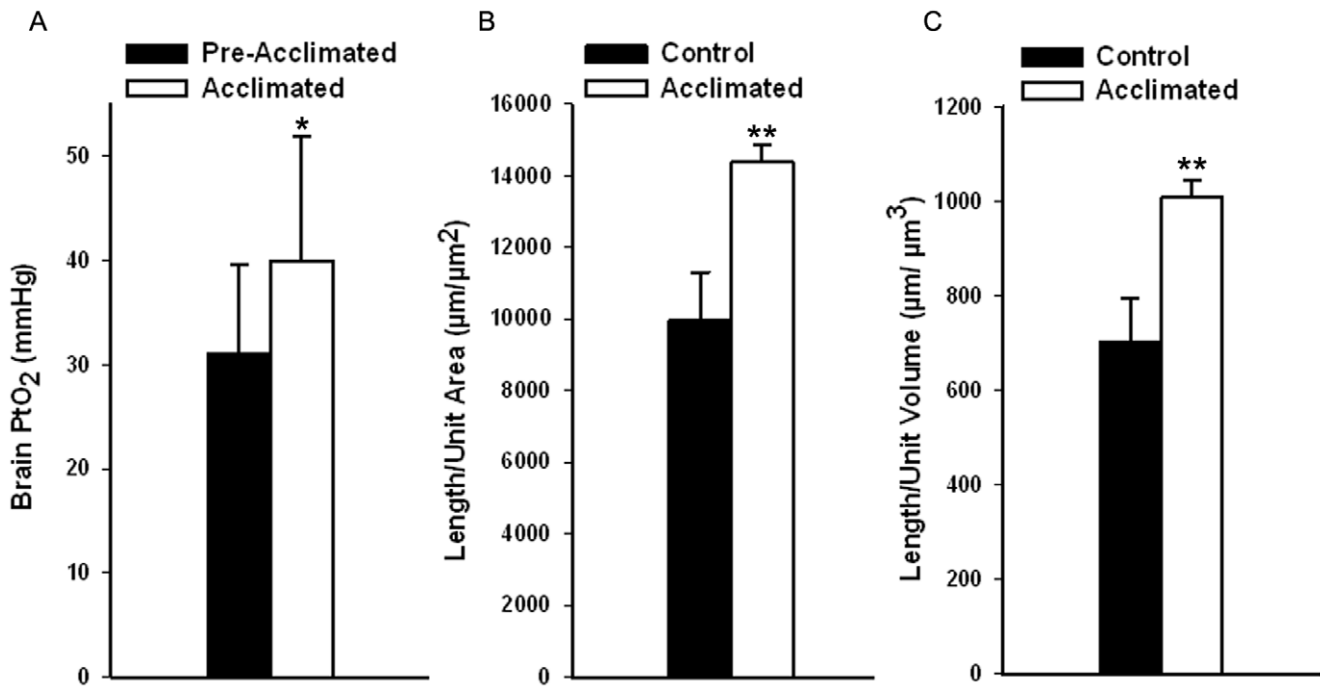 A
Pre-Acclimated
Acclimated
*
50
40
30
20
10
0
Brain PtO2 (mmHg)
B
Control
Acclimated
**
16000
14000
12000
10000
8000
6000
4000
2000
0
Length/Unit Area (µm/µm²)
C
Control
Acclimated
**
1200
1000
800
600
400
200
0
Length/Unit Volume (µm/ µm³)